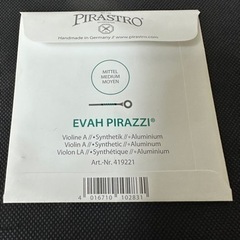 PIRASTRO
Handmade in Germany // www.pirastro.com
MITTEL
MEDIUM
MOYEN
EVAH PIRAZZI®
Violine A // • Synthetik // • Aluminium
Violin A // • Synthetic // • Aluminum
Violon LA // • Synthétique // • Aluminium
Art.-Nr. 419221
4 016710 102831